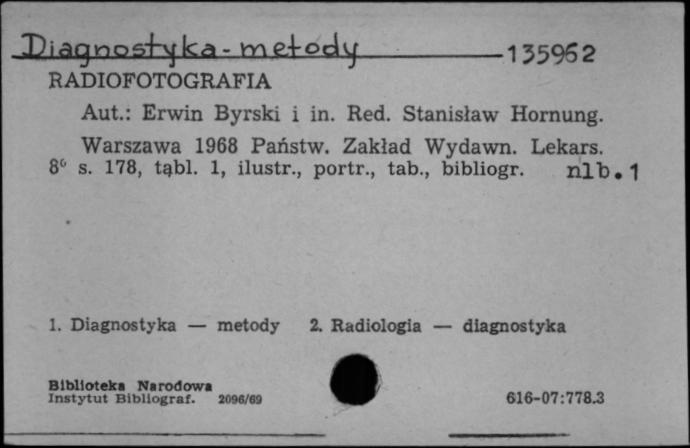 Diagnostyka - metody 135962
RADIOFOTOGRAFIA
Aut.: Erwin Byrski i in. Red. Stanisław Hornung.
Warszawa 1968 Państw. Zakład Wydawn. Lekars.
8⁰ s. 178, tąbl. 1, ilustr., portr., tab., bibliogr. nlb. 1
1. Diagnostyka — metody 2. Radiologia — diagnostyka
Biblioteka Narodowa
Instytut Bibliograf. 2096/69 616-07:778.3